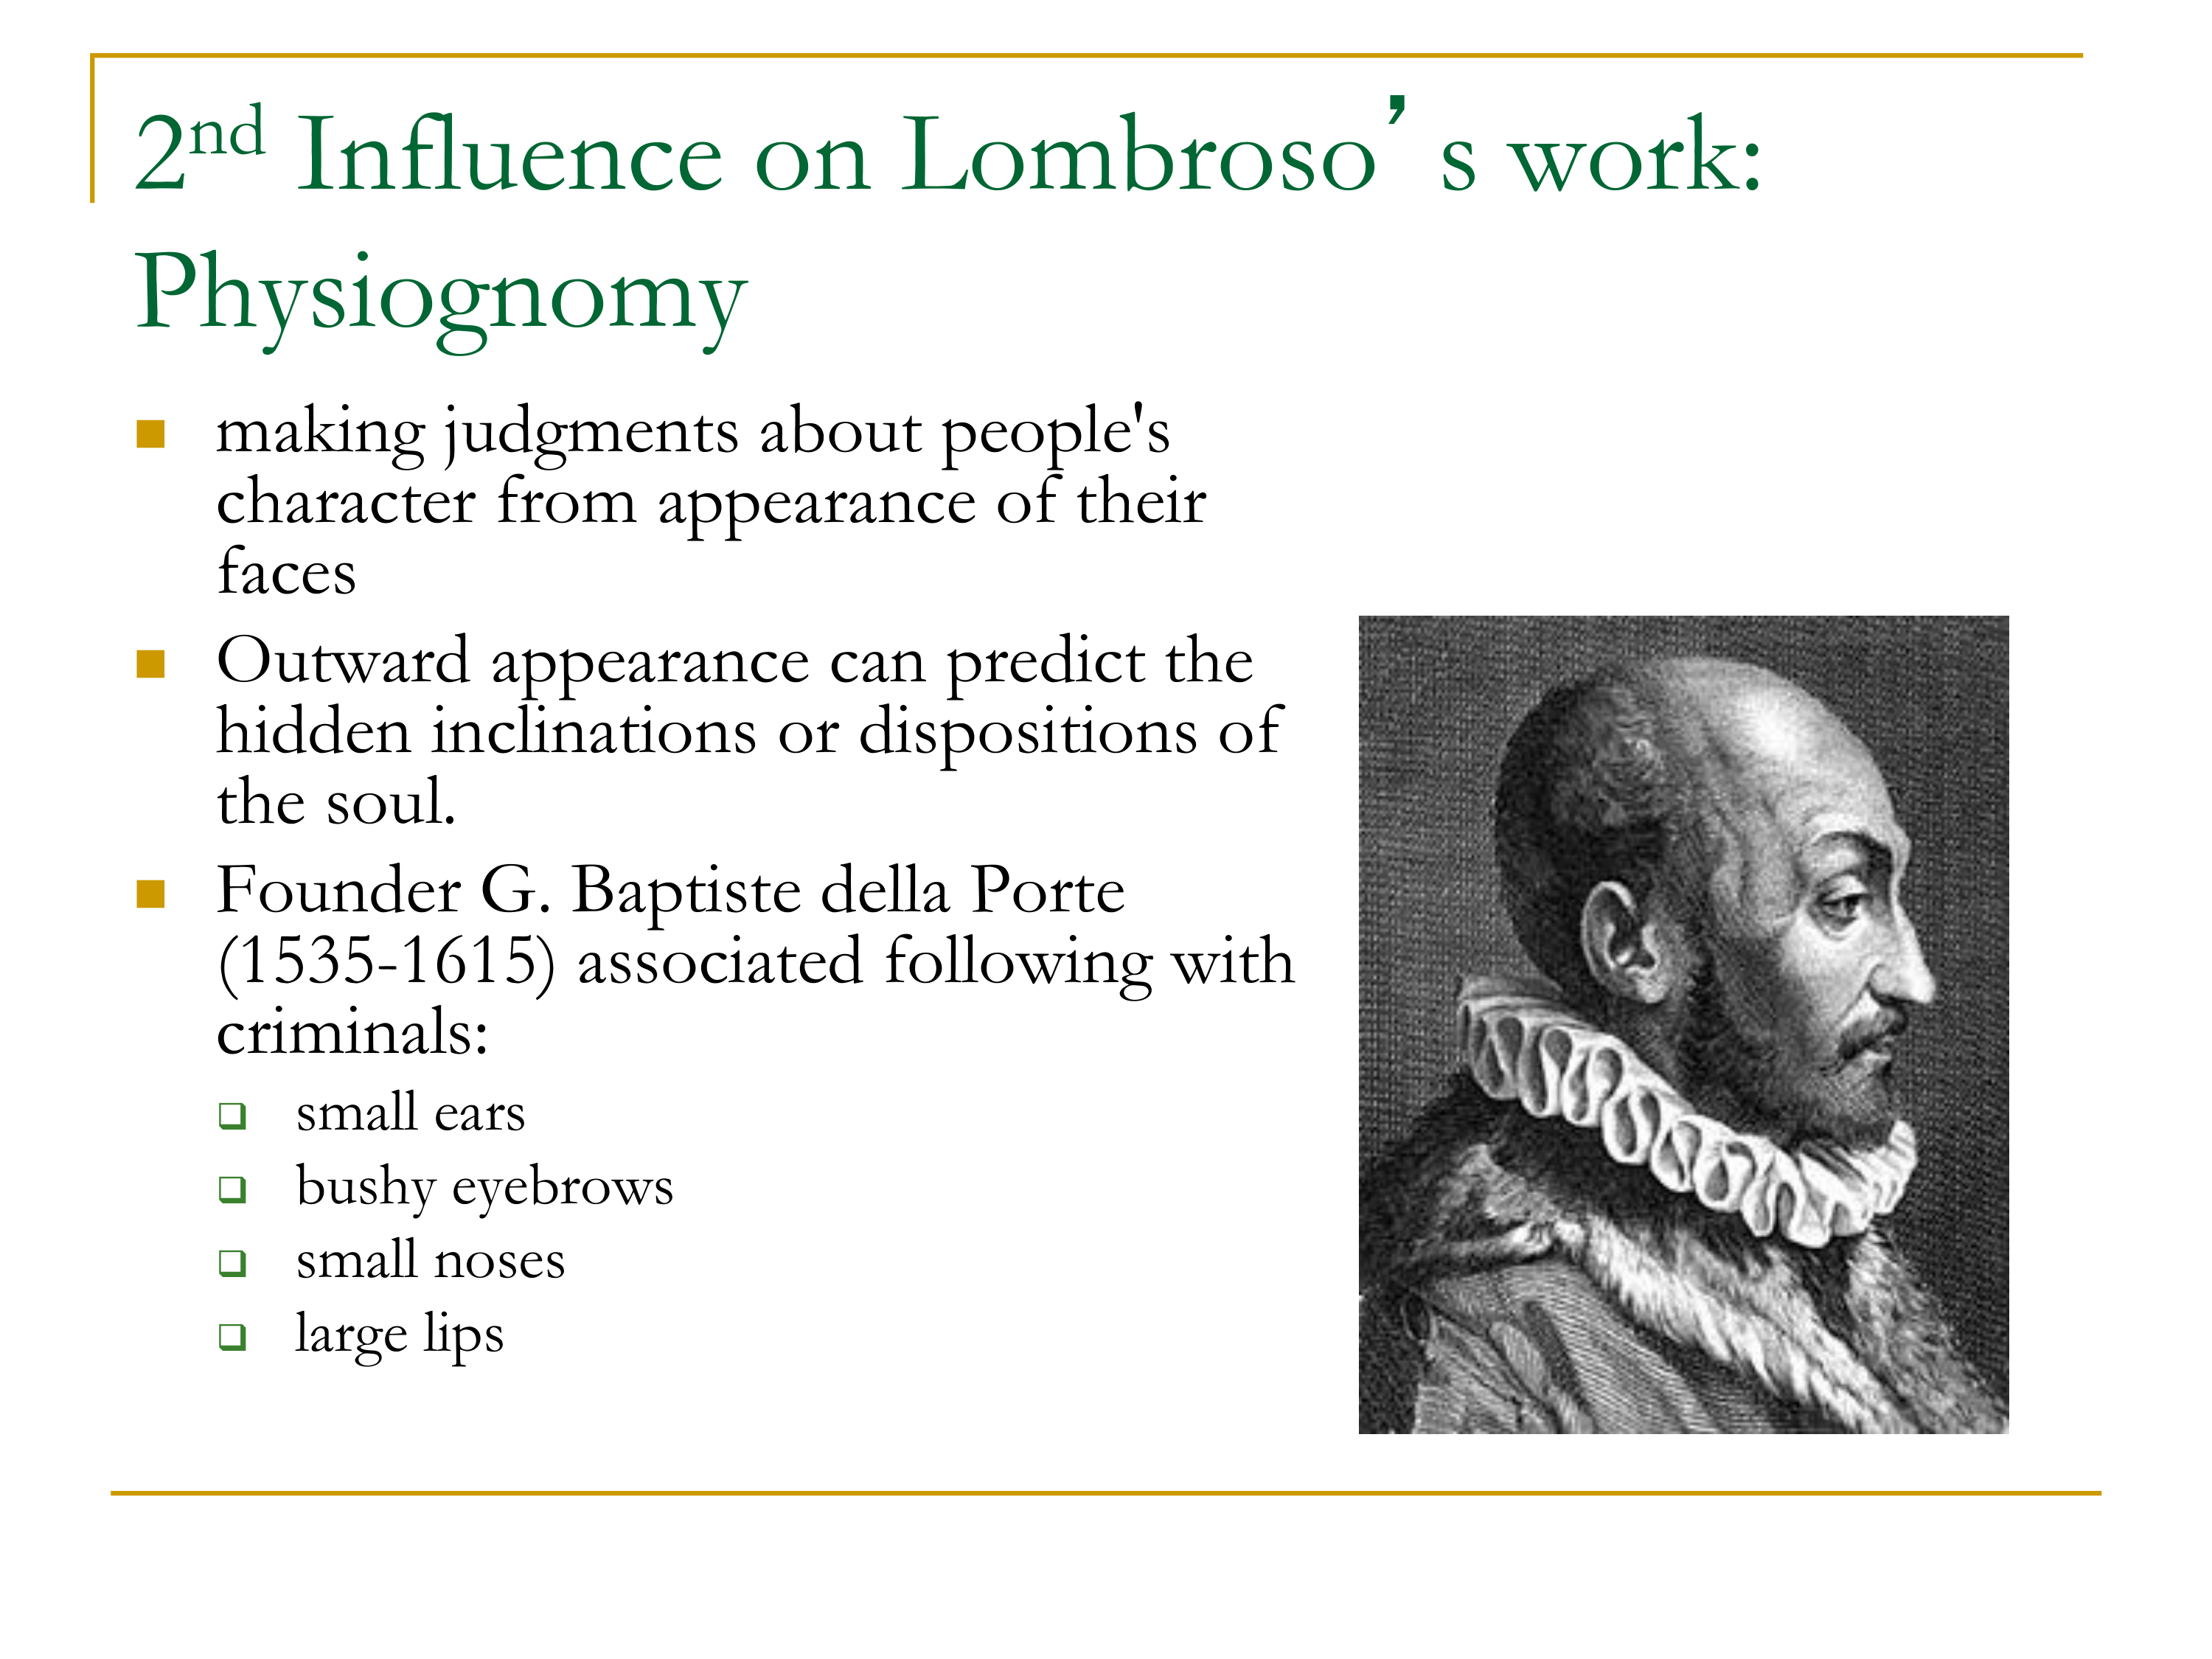 2nd Influence on Lombroso’s work:
Physiognomy
making judgments about people's
character from appearance of their
faces
Outward appearance can predict the
hidden inclinations or dispositions of
the soul.
Founder G. Baptiste della Porte
(1535-1615) associated following with
criminals:
small ears
bushy eyebrows
small noses
large lips